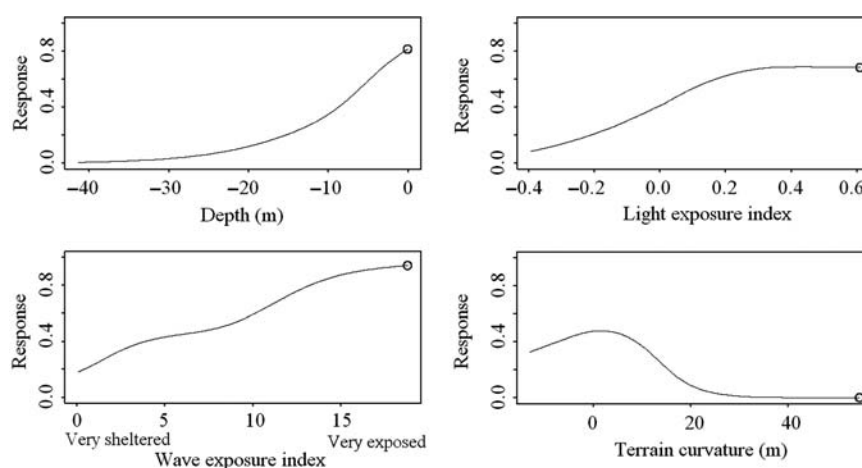 Response
0.8
0.4
0.0
−40 −30 −20 −10 0
Depth (m)
Response
0.8
0.4
0.0
−0.4 −0.2 0.0 0.2 0.4 0.6
Light exposure index
Response
0.8
0.4
0.0
0 5 10 15
Very sheltered Very exposed
Wave exposure index
Response
0.8
0.4
0.0
0 20 40
Terrain curvature (m)